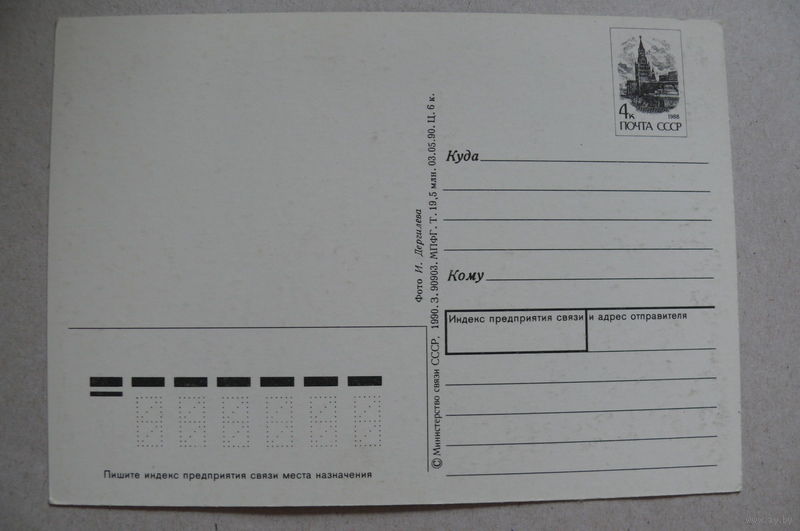 4к 1988
ПОЧТА СССР
Куда
Кому
Индекс предприятия связи и адрес отправителя
Фото И. Дергилева
© Министерство связи СССР, 1990. З. 90903. МПФГ. Т. 19,5 млн. 03.05.90. Ц. 6 к.
Пишите индекс предприятия связи места назначения